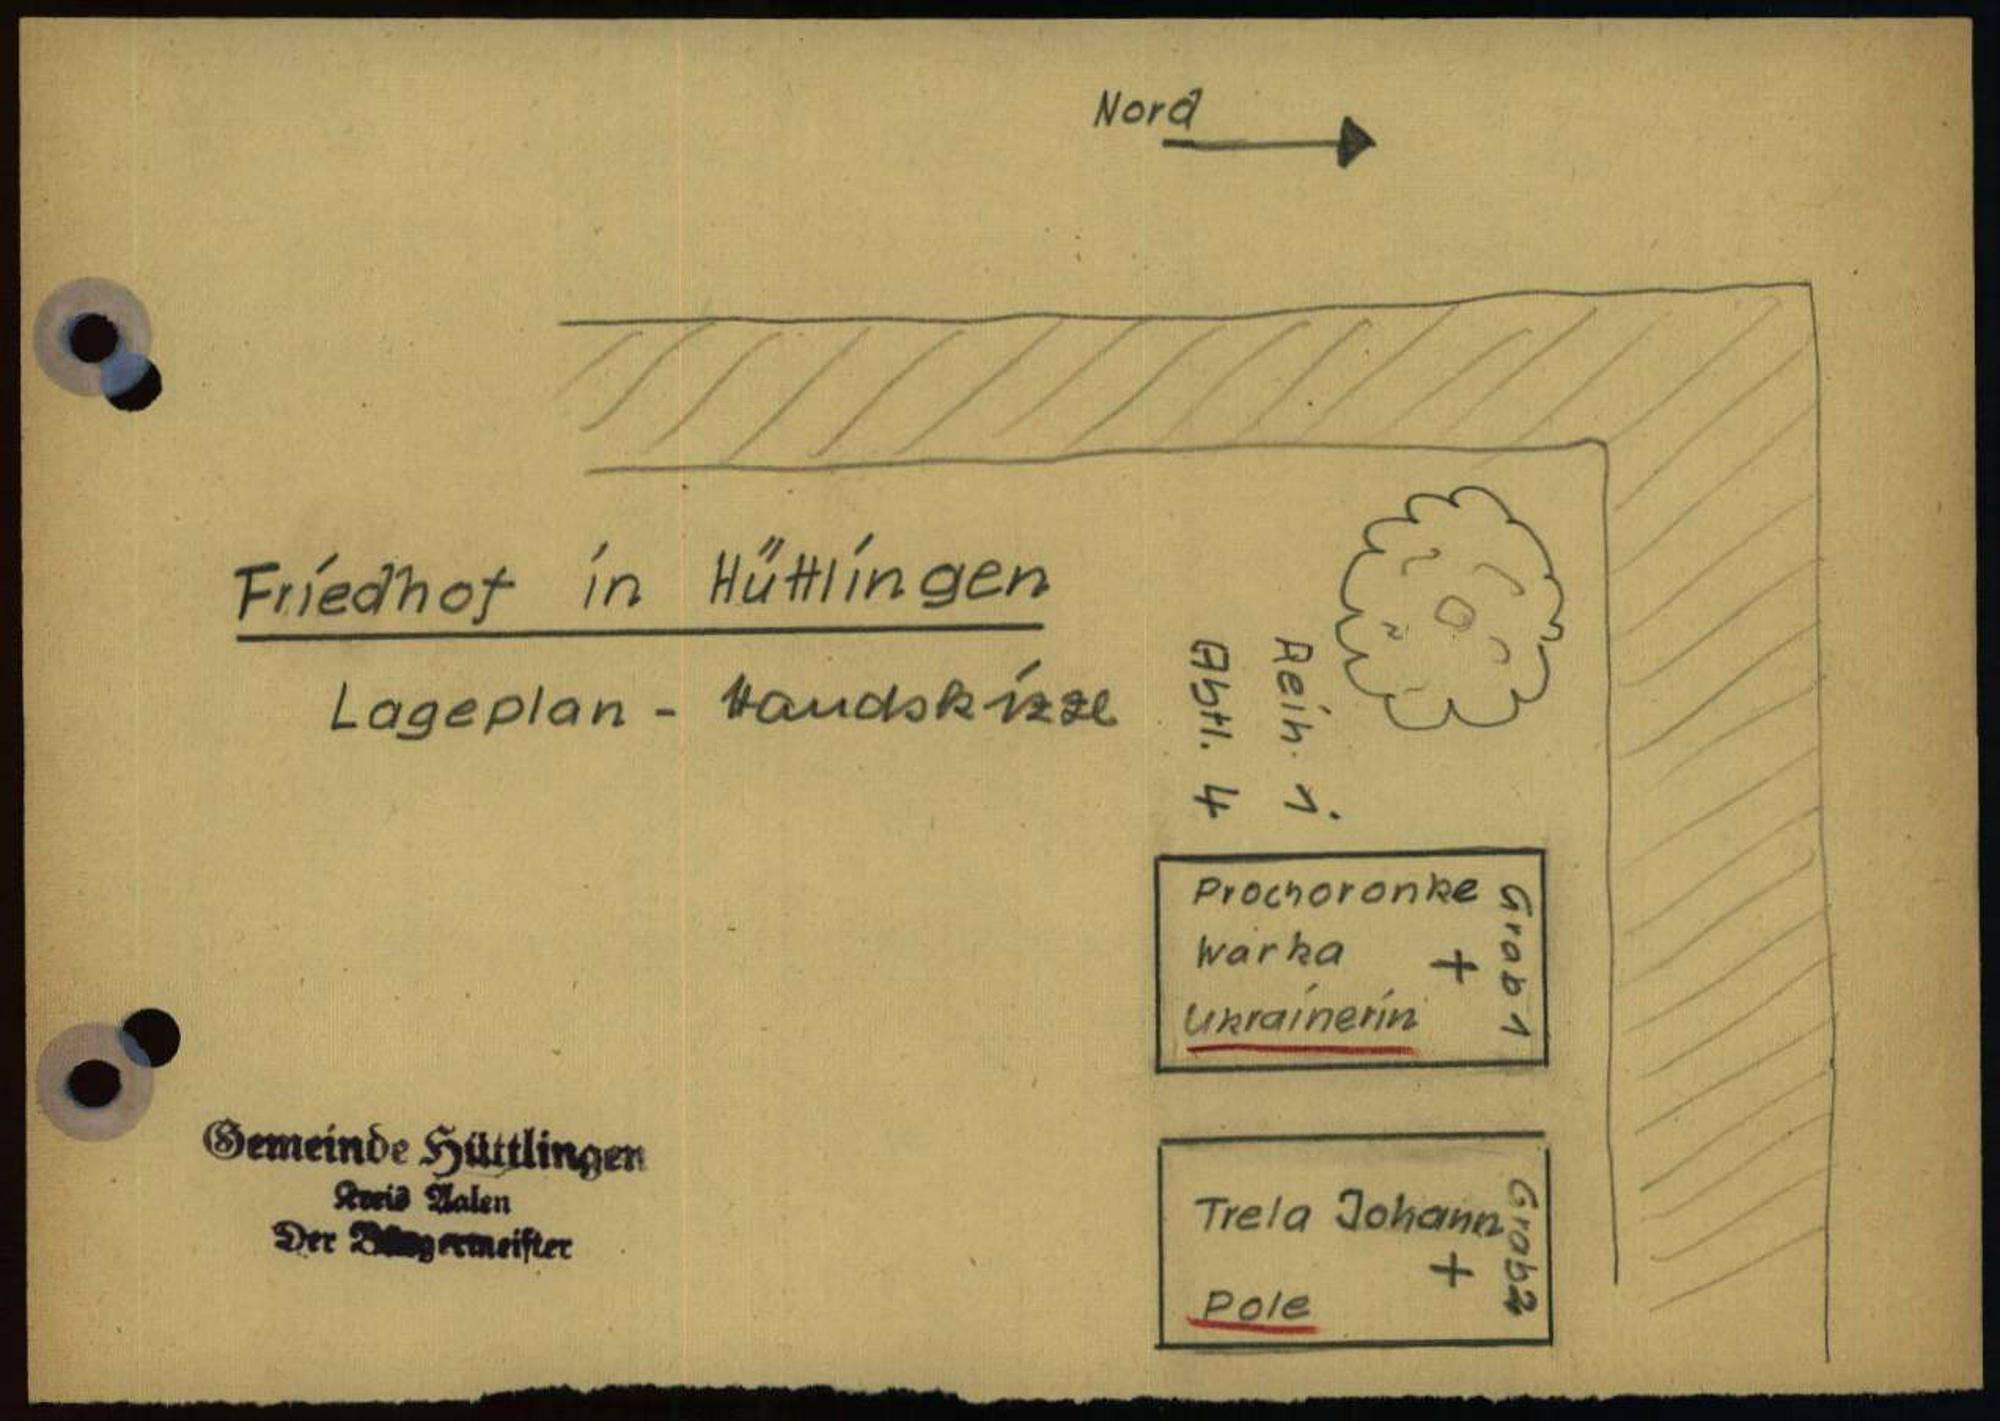 Nord
Friedhof in Hüttlingen
Lageplan - Handskizze
Reih. 1.
Abtl. 4
Prochoronke
Warka
Ukrainerin
Grab 1
Trela Johann
Pole
Grab 2
Gemeinde Hüttlingen
Kreis Aalen
Der Bürgermeister